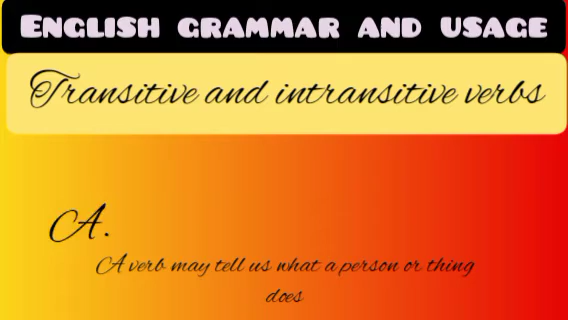 ENGLISH GRAMMAR AND USAGE
Transitive and intransitive verbs
A.
A verb may tell us what a person or thing
does